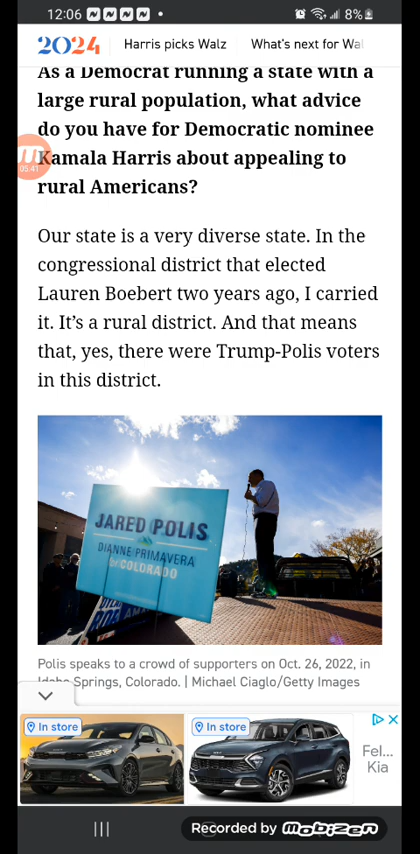 12:06
8%
2024 Harris picks Walz What's next for Wal
As a Democrat running a state with a
large rural population, what advice
do you have for Democratic nominee
Kamala Harris about appealing to
rural Americans?
05:41
Our state is a very diverse state. In the
congressional district that elected
Lauren Boebert two years ago, I carried
it. It’s a rural district. And that means
that, yes, there were Trump-Polis voters
in this district.
JARED POLIS
DIANNE PRIMAVERA
for COLORADO
Polis speaks to a crowd of supporters on Oct. 26, 2022, in
Idaho Springs, Colorado. | Michael Ciaglo/Getty Images
In store
In store
Fel...
Kia
Recorded by mobizen